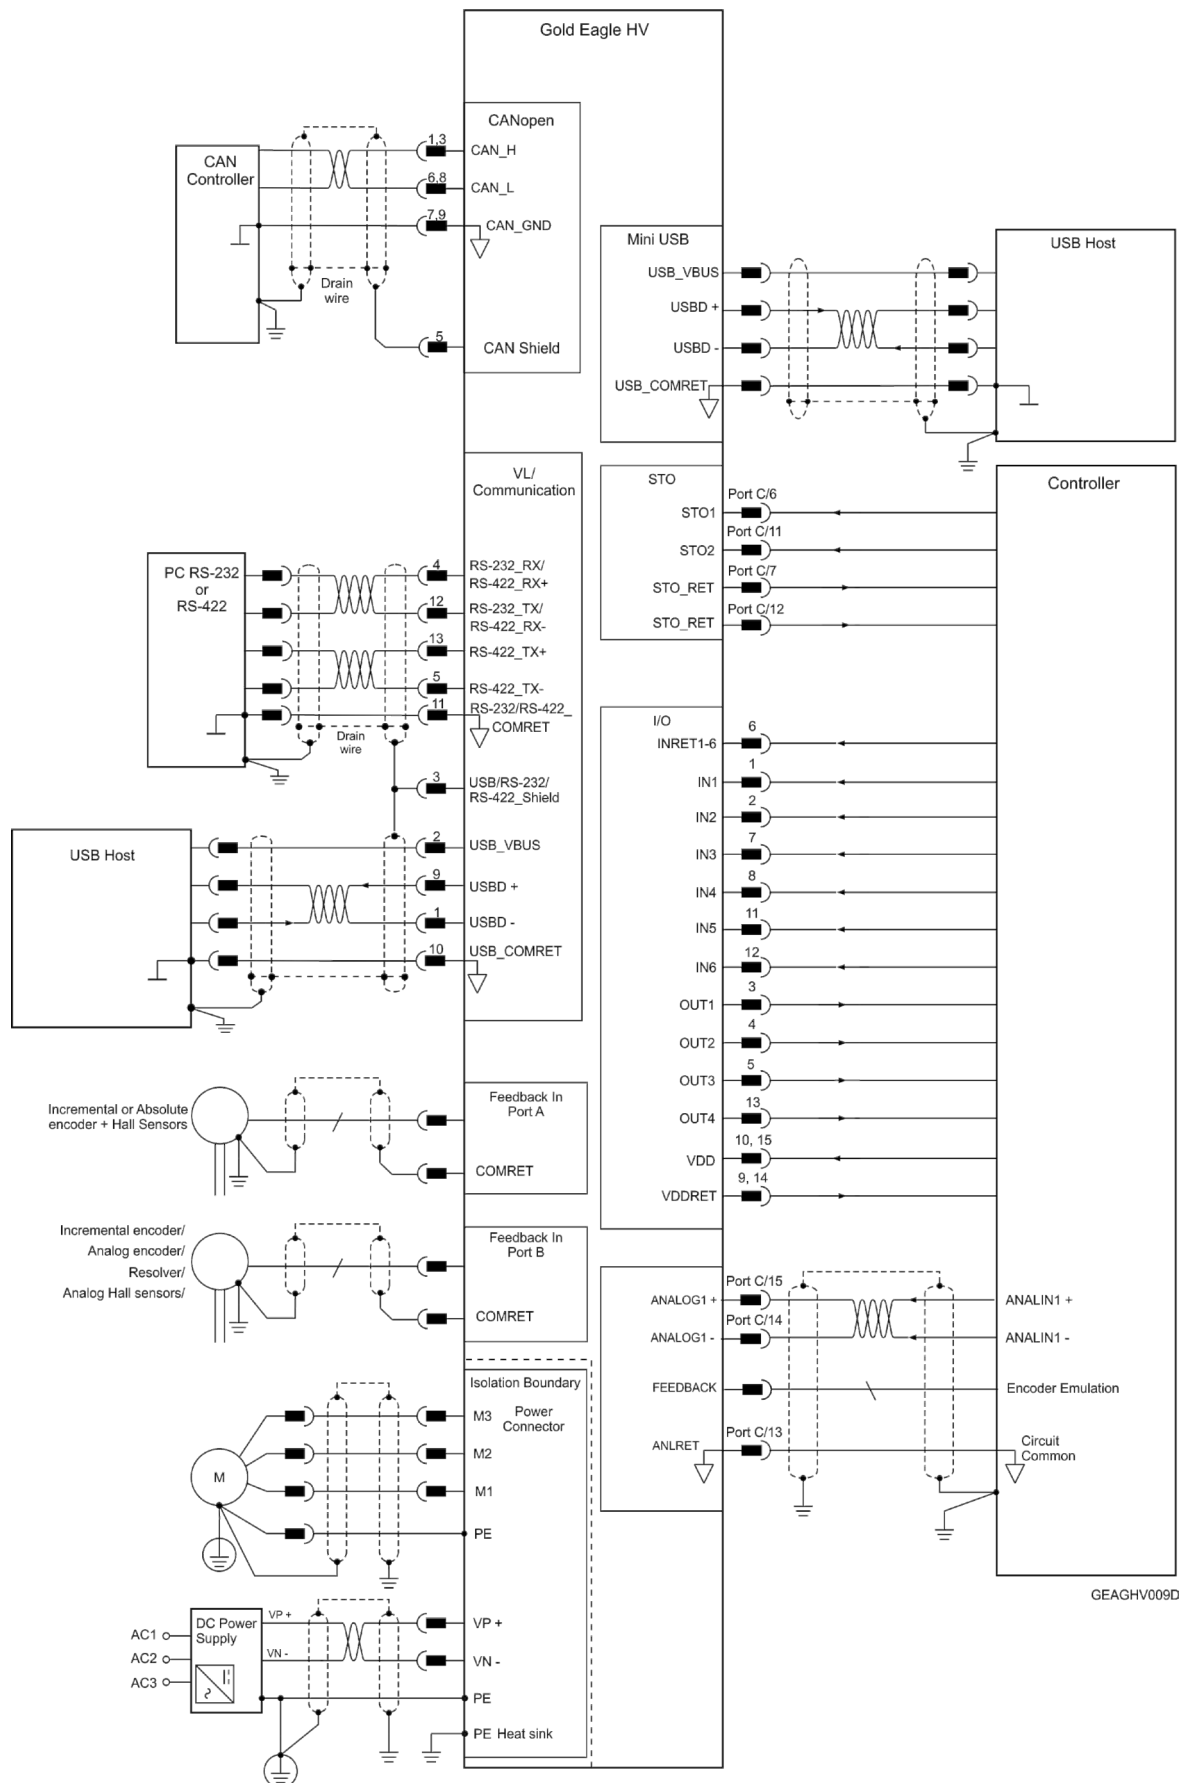 Gold Eagle HV
CANopen
CAN
Controller
1,3
CAN_H
6,8
CAN_L
7,9
CAN_GND
Drain
wire
5
CAN Shield
Mini USB
USB_VBUS
USBD +
USBD -
USB_COMRET
USB Host
VL/
Communication
PC RS-232
or
RS-422
4
RS-232_RX/
RS-422_RX+
12
RS-232_TX/
RS-422_RX-
13
RS-422_TX+
5
RS-422_TX-
11
RS-232/RS-422_
COMRET
Drain
wire
3
USB/RS-232/
RS-422_Shield
USB Host
2
USB_VBUS
9
USBD +
1
USBD -
10
USB_COMRET
STO
Port C/6
STO1
Port C/11
STO2
Port C/7
STO_RET
Port C/12
STO_RET
Controller
I/O
6
INRET1-6
1
IN1
2
IN2
7
IN3
8
IN4
11
IN5
12
IN6
3
OUT1
4
OUT2
5
OUT3
13
OUT4
10, 15
VDD
9, 14
VDDRET
Incremental or Absolute
encoder + Hall Sensors
Feedback In
Port A
COMRET
Incremental encoder/
Analog encoder/
Resolver/
Analog Hall sensors/
Feedback In
Port B
COMRET
Port C/15
ANALOG1 +
ANALIN1 +
Port C/14
ANALOG1 -
ANALIN1 -
FEEDBACK
Encoder Emulation
Port C/13
ANLRET
Circuit
Common
Isolation Boundary
Power
Connector
M
M3
M2
M1
PE
GEAGHV009D
DC Power
Supply
AC1
AC2
AC3
VP +
VN -
VP +
VN -
PE
PE Heat sink